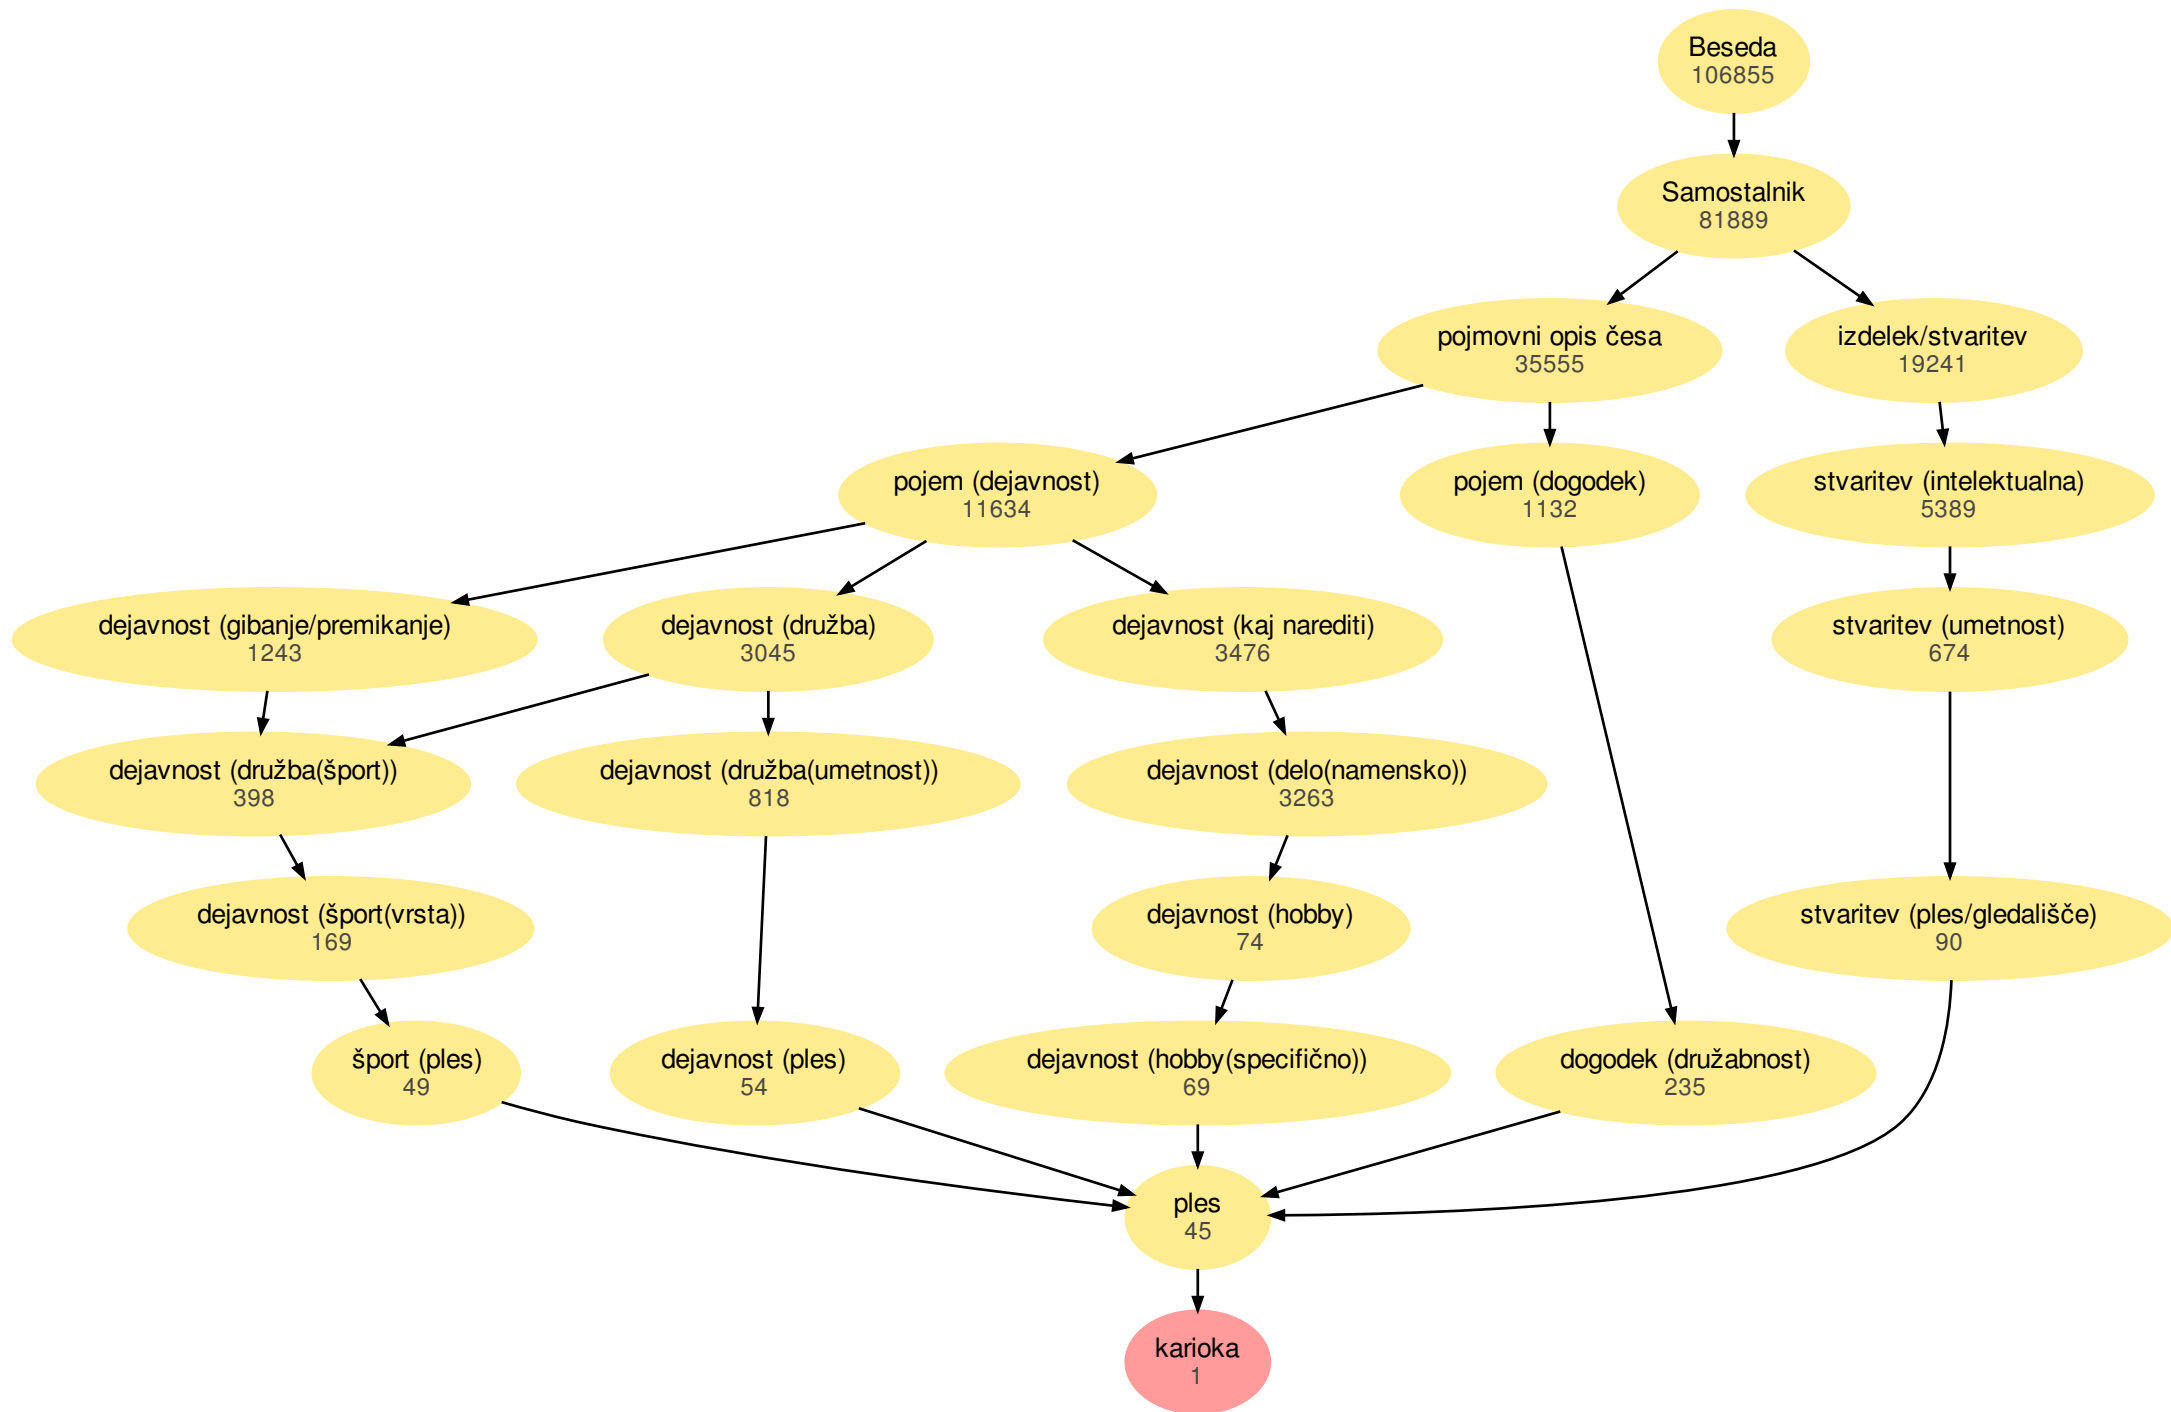 Beseda
106855
Samostalnik
81889
pojmovni opis česa
35555
izdelek/stvaritev
19241
pojem (dejavnost)
11634
pojem (dogodek)
1132
stvaritev (intelektualna)
5389
dejavnost (gibanje/premikanje)
1243
dejavnost (družba)
3045
dejavnost (kaj narediti)
3476
stvaritev (umetnost)
674
dejavnost (družba(šport))
398
dejavnost (družba(umetnost))
818
dejavnost (delo(namensko))
3263
dejavnost (šport(vrsta))
169
dejavnost (hobby)
74
stvaritev (ples/gledališče)
90
šport (ples)
49
dejavnost (ples)
54
dejavnost (hobby(specifično))
69
dogodek (družabnost)
235
ples
45
karioka
1